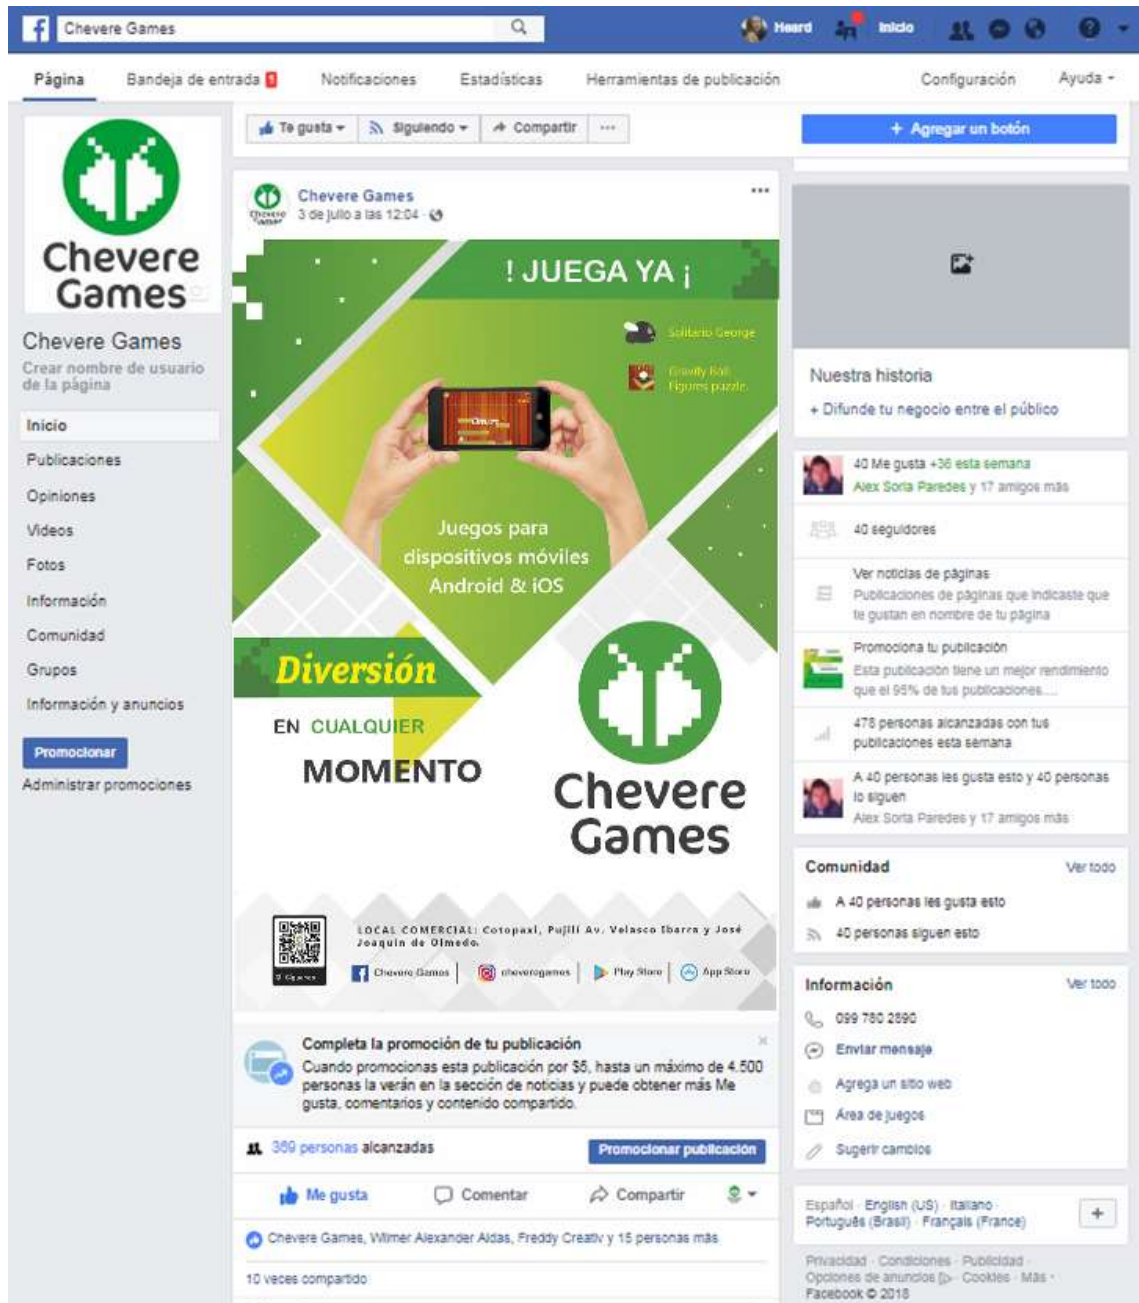 Chevere Games
Heard
Inicio
Página
Bandeja de entrada
Notificaciones
Estadísticas
Herramientas de publicación
Configuración
Ayuda
Chevere
Games
Chevere Games
Crear nombre de usuario
de la página
Inicio
Publicaciones
Opiniones
Videos
Fotos
Información
Comunidad
Grupos
Información y anuncios
Promocionar
Administrar promociones
Te gusta
Siguiendo
Compartir
...
+ Agregar un botón
Chevere Games
3 de julio a las 12:04
! JUEGA YA ¡
Solitario George
Gravity Ball:
Figures puzzle.
Juegos para
dispositivos móviles
Android & iOS
Diversión
EN CUALQUIER
MOMENTO
Chevere
Games
LOCAL COMERCIAL: Cotopaxi, Pujilí Av. Velasco Ibarra y José
Joaquín de Olmedo.
Chevere Games | cheveregames | Play Store | App Store
Completa la promoción de tu publicación
Cuando promocionas esta publicación por $5, hasta un máximo de 4.500
personas la verán en la sección de noticias y puede obtener más Me
gusta, comentarios y contenido compartido.
369 personas alcanzadas
Promocionar publicación
Me gusta
Comentar
Compartir
Chevere Games, Wilmer Alexander Aldas, Freddy Creativ y 15 personas más
10 veces compartido
Nuestra historia
+ Difunde tu negocio entre el público
40 Me gusta +36 esta semana
Alex Soria Paredes y 17 amigos más
40 seguidores
Ver noticias de páginas
Publicaciones de páginas que indicaste que
te gustan en nombre de tu página
Promociona tu publicación
Esta publicación tiene un mejor rendimiento
que el 95% de tus publicaciones....
478 personas alcanzadas con tus
publicaciones esta semana
A 40 personas les gusta esto y 40 personas
lo siguen
Alex Soria Paredes y 17 amigos más
Comunidad
Ver todo
A 40 personas les gusta esto
40 personas siguen esto
Información
Ver todo
099 780 2890
Enviar mensaje
Agrega un sitio web
Área de juegos
Sugerir cambios
Español · English (US) · Italiano ·
Português (Brasil) · Français (France)
+
Privacidad · Condiciones · Publicidad ·
Opciones de anuncios · Cookies · Más
Facebook © 2018